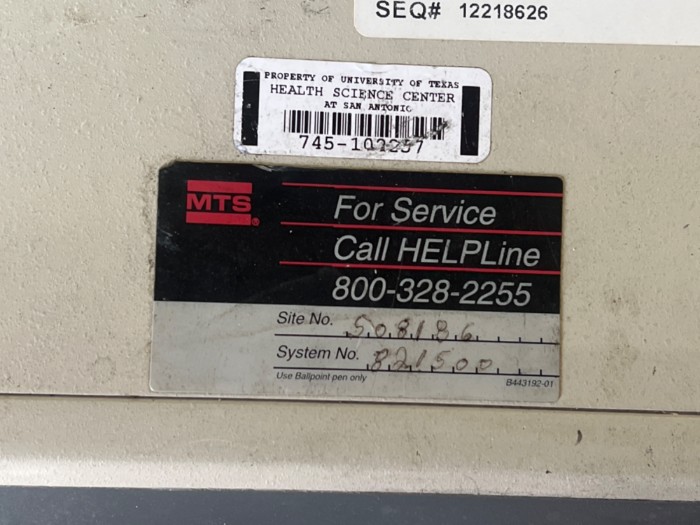 SEQ# 12218626
PROPERTY OF UNIVERSITY OF TEXAS
HEALTH SCIENCE CENTER
AT SAN ANTONIO
MTS
For Service
Call HELPLine
800-328-2255
Site No. 508186
System No. 821500
Use Ballpoint pen only
B443192-01